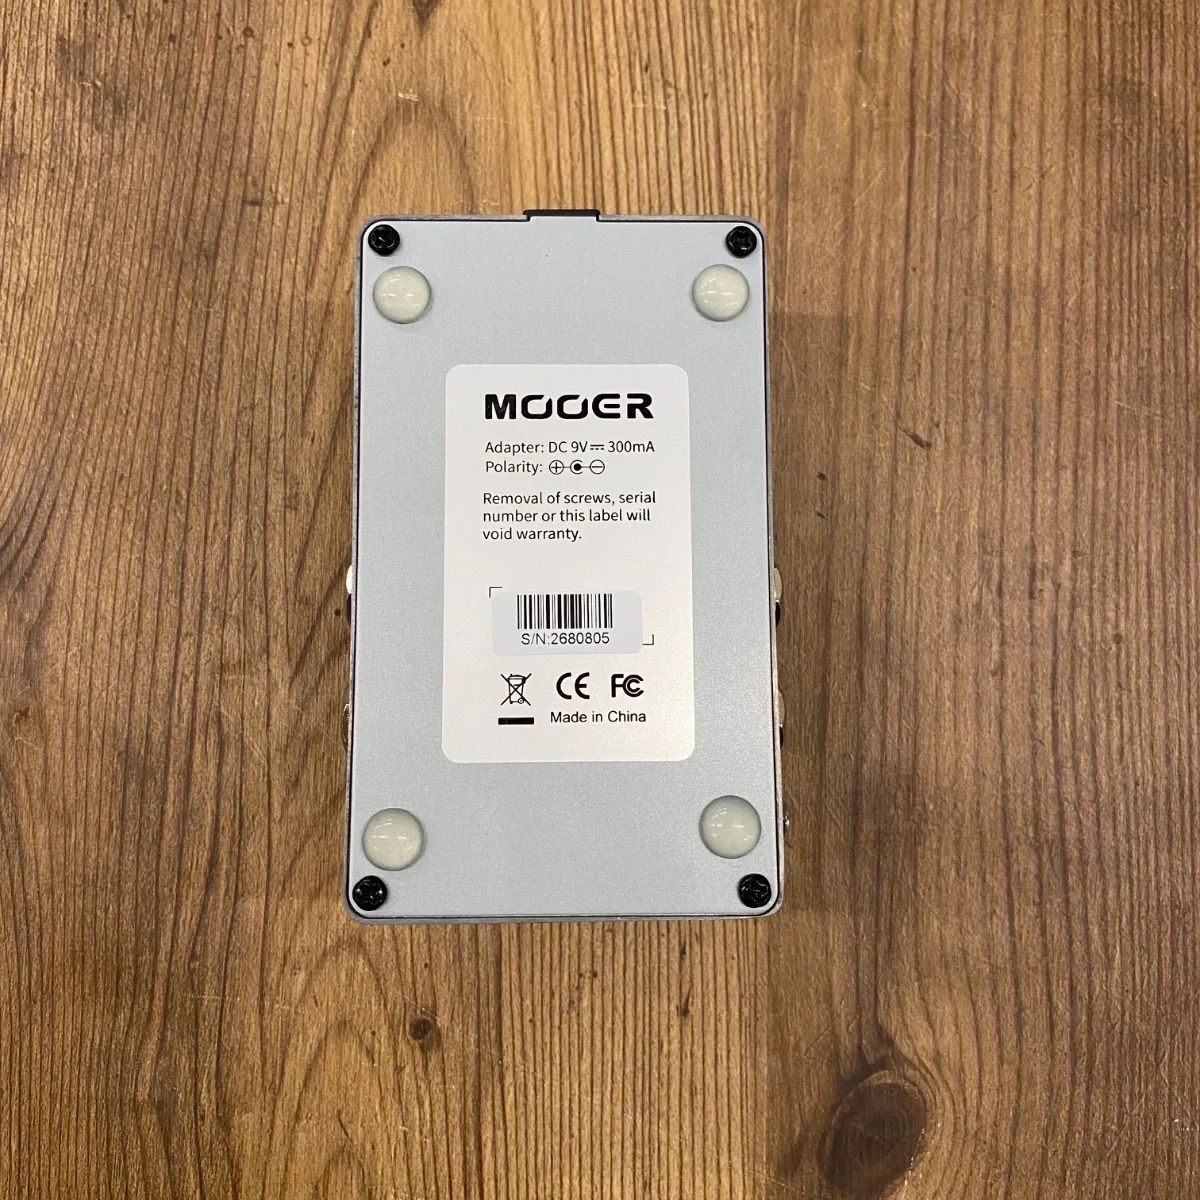 MOOER
Adapter: DC 9V⎓300mA
Polarity:
Removal of screws, serial
number or this label will
void warranty.
S/N:2680805
CE FC
Made in China